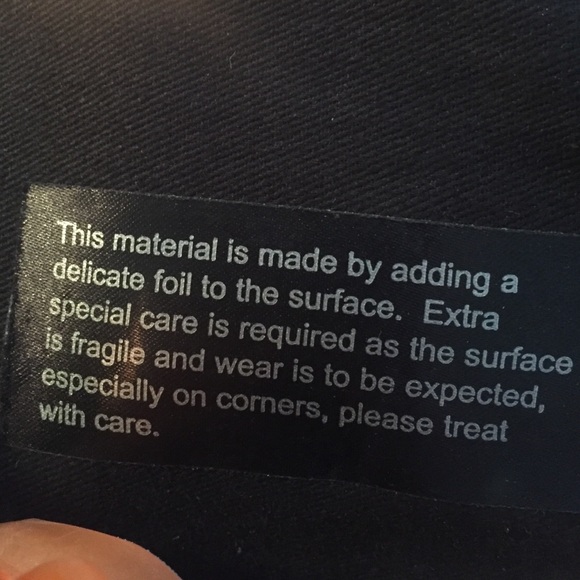 This material is made by adding a
delicate foil to the surface.  Extra
special care is required as the surface
is fragile and wear is to be expected,
especially on corners, please treat
with care.